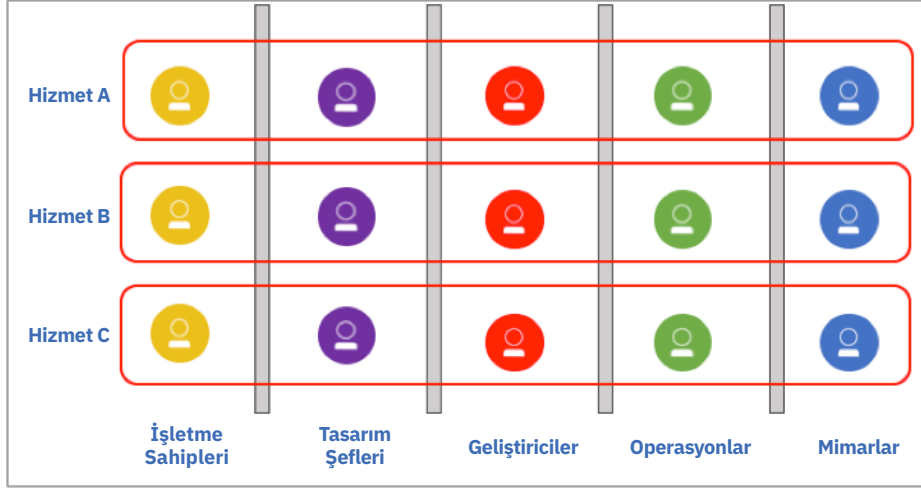 Hizmet A
Hizmet B
Hizmet C
İşletme
Sahipleri
Tasarım
Şefleri
Geliştiriciler
Operasyonlar
Mimarlar